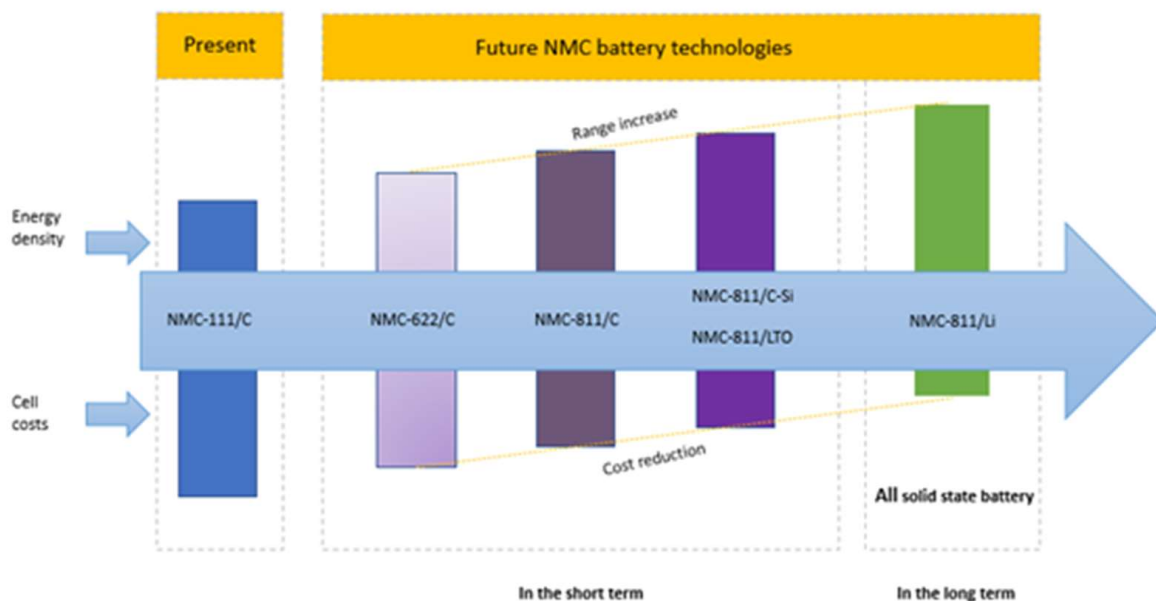 Present
Future NMC battery technologies
Range increase
Energy
density
NMC-111/C
NMC-622/C
NMC-811/C
NMC-811/C-Si
NMC-811/LTO
NMC-811/Li
Cell
costs
Cost reduction
All solid state battery
In the short term
In the long term